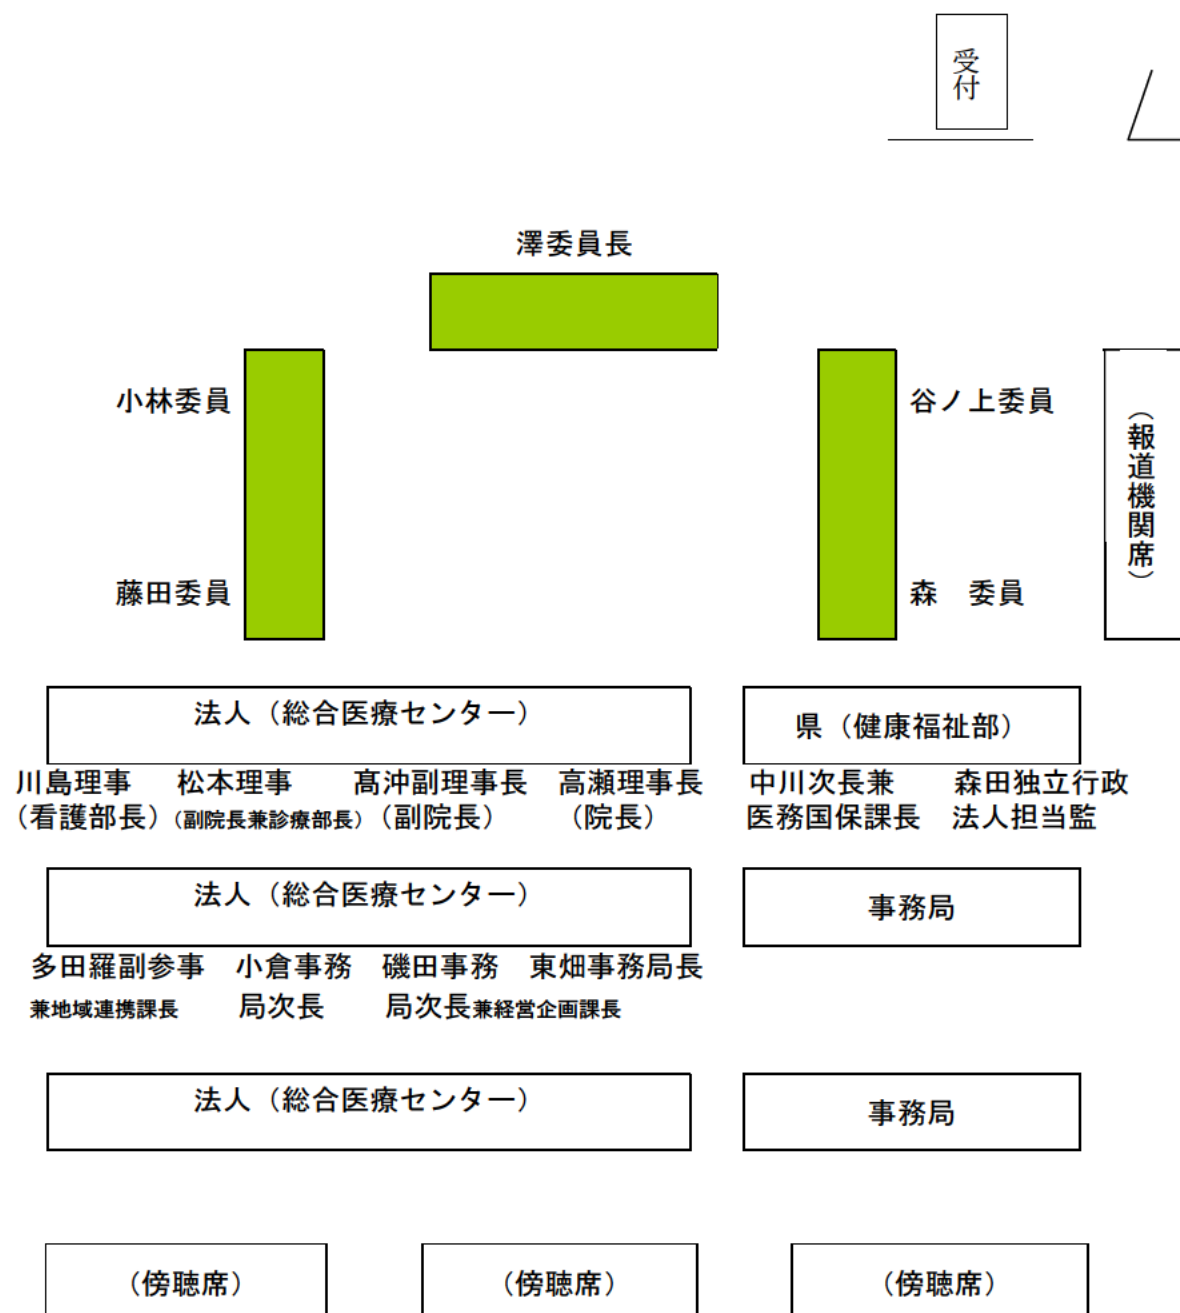 受付
澤委員長
小林委員
谷ノ上委員
(報道機関席)
藤田委員
森　委員
法人（総合医療センター）
県（健康福祉部）
川島理事　松本理事　髙沖副理事長　高瀬理事長
（看護部長）（副院長兼診療部長）（副院長）　（院長）
中川次長兼　森田独立行政
医務国保課長　法人担当監
法人（総合医療センター）
事務局
多田羅副参事　小倉事務　磯田事務　東畑事務局長
兼地域連携課長　局次長　局次長兼経営企画課長
法人（総合医療センター）
事務局
（傍聴席）　（傍聴席）　（傍聴席）